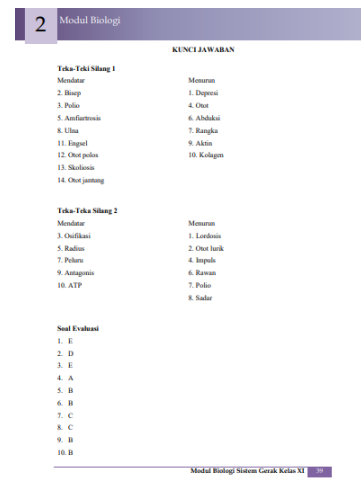 2
Modul Biologi
KUNCI JAWABAN
Teka-Teki Silang 1
Mendatar
2. Bisep
3. Polio
5. Amfiartrosis
8. Ulna
11. Engsel
12. Otot polos
13. Skoliosis
14. Otot jantung
Menurun
1. Depresi
4. Otot
6. Abduksi
7. Rangka
9. Aktin
10. Kolagen
Teka-Teka Silang 2
Mendatar
3. Osifikasi
5. Radius
7. Peluru
9. Antagonis
10. ATP
Menurun
1. Lordosis
2. Otot lurik
4. Impuls
6. Rawan
7. Polio
8. Sadar
Soal Evaluasi
1. E
2. D
3. E
4. A
5. B
6. B
7. C
8. C
9. B
10. B
Modul Biologi Sistem Gerak Kelas XI 39